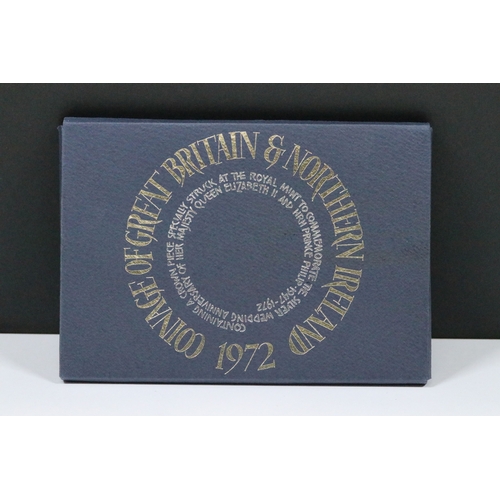 COINAGE OF GREAT BRITAIN & NORTHERN IRELAND
1972
CONTAINING A CROWN PIECE SPECIALLY STRUCK AT THE ROYAL MINT TO COMMEMORATE THE SILVER WEDDING ANNIVERSARY OF HER MAJESTY QUEEN ELIZABETH II AND HRH PRINCE PHILIP · 1947-1972